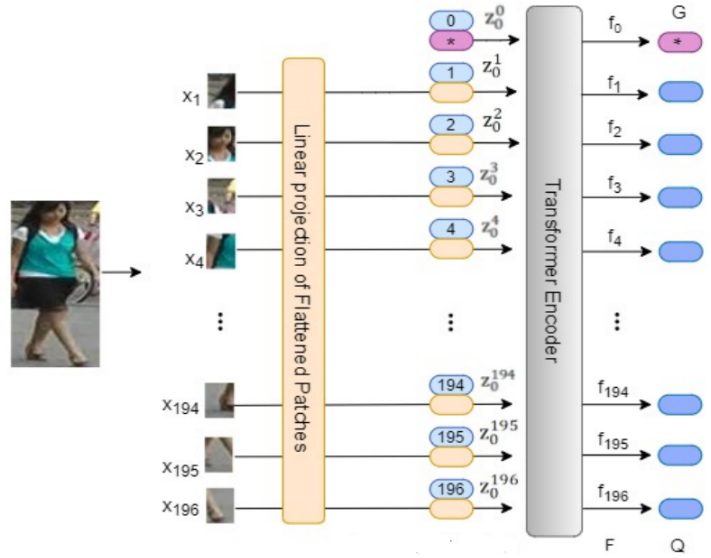 0 z₀⁰ f₀ G
* *
1 z₀¹ f₁
x₁
2 z₀² f₂
x₂
3 z₀³ f₃
x₃
4 z₀⁴ f₄
x₄
Linear projection of Flattened Patches
Transformer Encoder
⋮ ⋮ ⋮
194 z₀¹⁹⁴ f₁₉₄
x₁₉₄
195 z₀¹⁹⁵ f₁₉₅
x₁₉₅
196 z₀¹⁹⁶ f₁₉₆
x₁₉₆
F Q